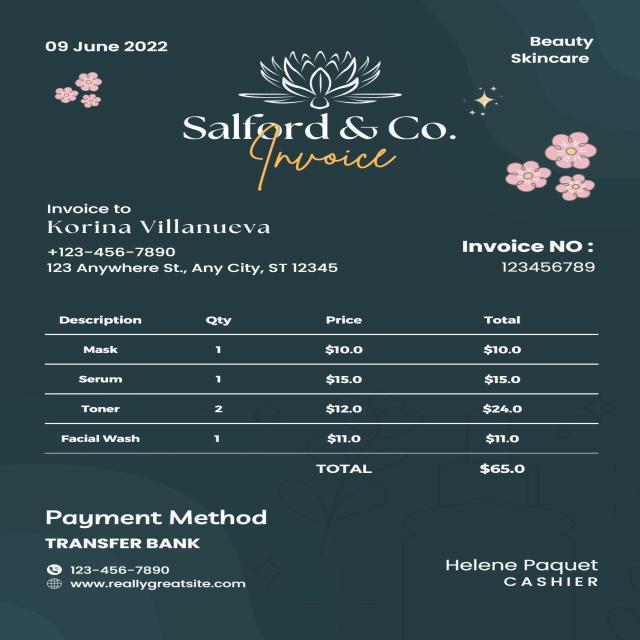 09 June 2022
Beauty
Skincare
Salford & Co.
Invoice
Invoice to
Korina Villanueva
+123-456-7890
123 Anywhere St., Any City, ST 12345
Invoice NO :
123456789
Description Qty Price Total
Mask 1 $10.0 $10.0
Serum 1 $15.0 $15.0
Toner 2 $12.0 $24.0
Facial Wash 1 $11.0 $11.0
TOTAL $65.0
Payment Method
TRANSFER BANK
123-456-7890
www.reallygreatsite.com
Helene Paquet
CASHIER